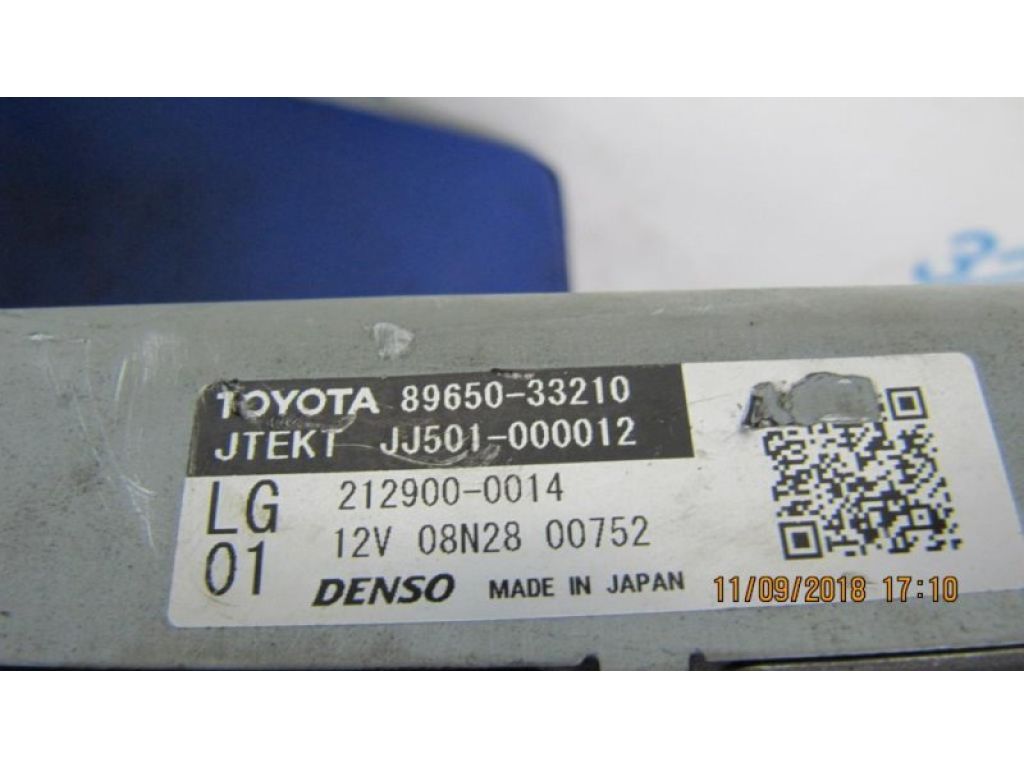 TOYOTA 89650-33210
JTEKT JJ501-000012
LG 212900-0014
01 12V 08N28 00752
DENSO MADE IN JAPAN
11/09/2018 17:10